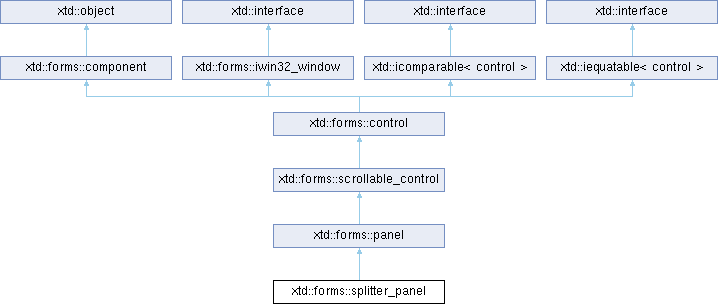 xtd::object
xtd::interface
xtd::interface
xtd::interface
xtd::forms::component
xtd::forms::iwin32_window
xtd::icomparable< control >
xtd::iequatable< control >
xtd::forms::control
xtd::forms::scrollable_control
xtd::forms::panel
xtd::forms::splitter_panel